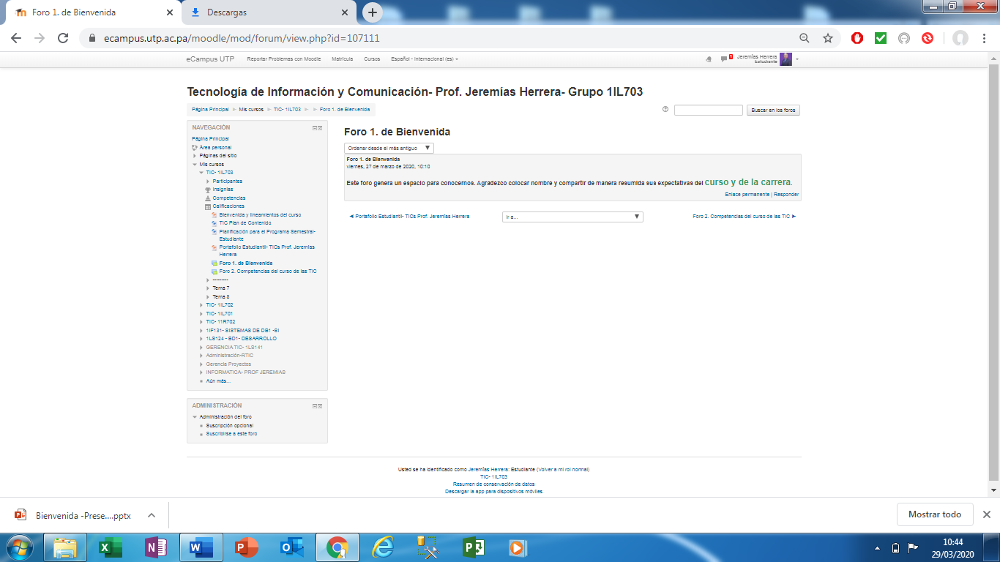 Foro 1. de Bienvenida
Descargas
ecampus.utp.ac.pa/moodle/mod/forum/view.php?id=107111
eCampus UTP
Reportar Problemas con Moodle
Matrícula
Cursos
Español - Internacional (es)
1
Jeremías Herrera
Estudiante
Tecnología de Información y Comunicación- Prof. Jeremías Herrera- Grupo 1IL703
Página Principal ► Mis cursos ► TIC- 1IL703 ► ► Foro 1. de Bienvenida
Buscar en los foros
NAVEGACIÓN
Página Principal
Área personal
Páginas del sitio
Mis cursos
TIC- 1IL703
Participantes
Insignias
Competencias
Calificaciones
Bienvenida y lineamientos del curso
TIC Plan de Contenido
Planificación para el Programa Semestral-
Estudiante
Portafolio Estudiantil- TICs Prof. Jeremías
Herrera
Foro 1. de Bienvenida
Foro 2. Competencias del curso de las TIC
---------
Tema 7
Tema 8
TIC- 1IL702
TIC- 1IL701
TIC- 11R702
1IF131- SISTEMAS DE DB1 -SI
1LS124 - BD1- DESARROLLO
GERENCIA TIC- 1LS141
Administración-RTIC
Gerencia Proyectos
INFORMATICA- PROF JEREMIAS
Aún más...
ADMINISTRACIÓN
Administración del foro
Suscripción opcional
Suscribirse a este foro
Foro 1. de Bienvenida
Ordenar desde el más antiguo
Foro 1. de Bienvenida
viernes, 27 de marzo de 2020, 10:10
Este foro genera un espacio para conocernos. Agradezco colocar nombre y compartir de manera resumida sus expectativas del curso y de la carrera.
Enlace permanente | Responder
◄ Portafolio Estudiantil- TICs Prof. Jeremías Herrera
Ir a...
Foro 2. Competencias del curso de las TIC ►
Usted se ha identificado como Jeremías Herrera: Estudiante (Volver a mi rol normal)
TIC- 1IL703
Resumen de conservación de datos
Descargar la app para dispositivos móviles
Bienvenida -Prese....pptx
Mostrar todo
10:44
29/03/2020